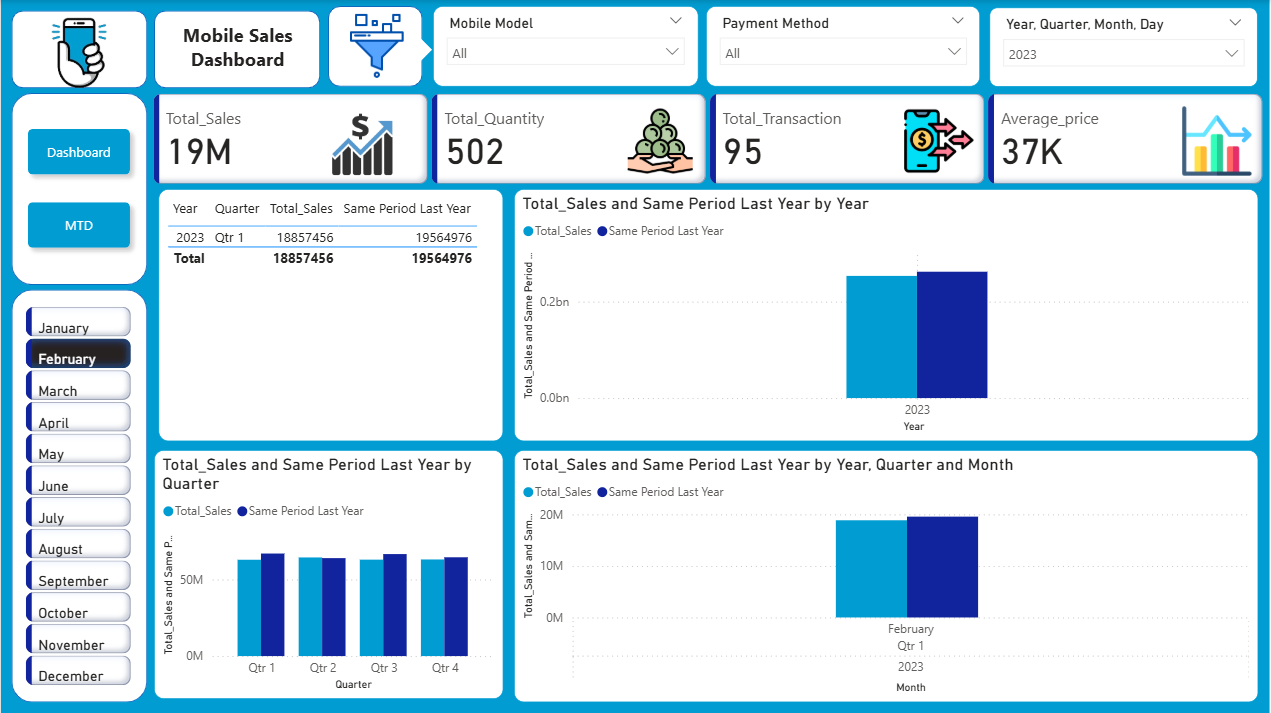 Mobile Sales
Dashboard
Mobile Model
All
Payment Method
All
Year, Quarter, Month, Day
2023
Dashboard
MTD
Total_Sales
19M
Total_Quantity
502
Total_Transaction
95
Average_price
37K
January
February
March
April
May
June
July
August
September
October
November
December
Year Quarter Total_Sales Same Period Last Year
2023 Qtr 1 18857456 19564976
Total 18857456 19564976
Total_Sales and Same Period Last Year by Year
Total_Sales Same Period Last Year
Total_Sales and Same Period ...
0.2bn
0.0bn
2023
Year
Total_Sales and Same Period Last Year by
Quarter
Total_Sales Same Period Last Year
Total_Sales and Same P...
50M
0M
Qtr 1 Qtr 2 Qtr 3 Qtr 4
Quarter
Total_Sales and Same Period Last Year by Year, Quarter and Month
Total_Sales Same Period Last Year
Total_Sales and Sam...
20M
10M
0M
February
Qtr 1
2023
Month